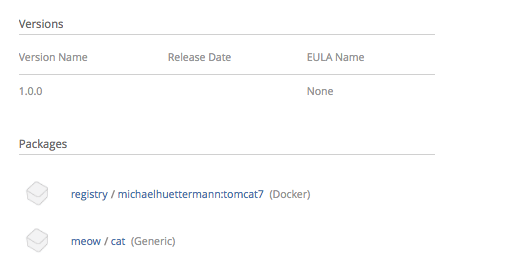 Versions
Version Name Release Date EULA Name
1.0.0 None
Packages
registry / michaelhuettermann:tomcat7 (Docker)
meow / cat (Generic)